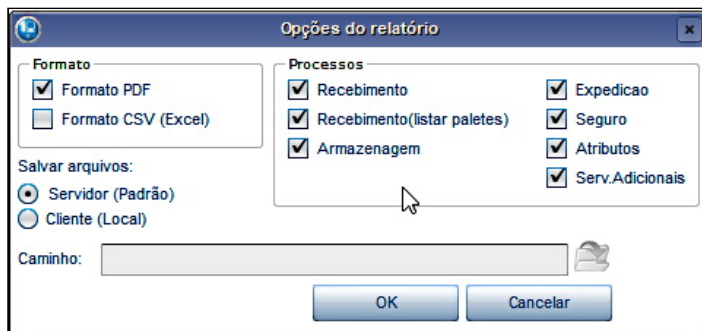 Opções do relatório
Formato
Formato PDF
Formato CSV (Excel)
Processos
Recebimento
Recebimento(listar paletes)
Armazenagem
Expedicao
Seguro
Atributos
Serv.Adicionais
Salvar arquivos:
Servidor (Padrão)
Cliente (Local)
Caminho:
OK
Cancelar